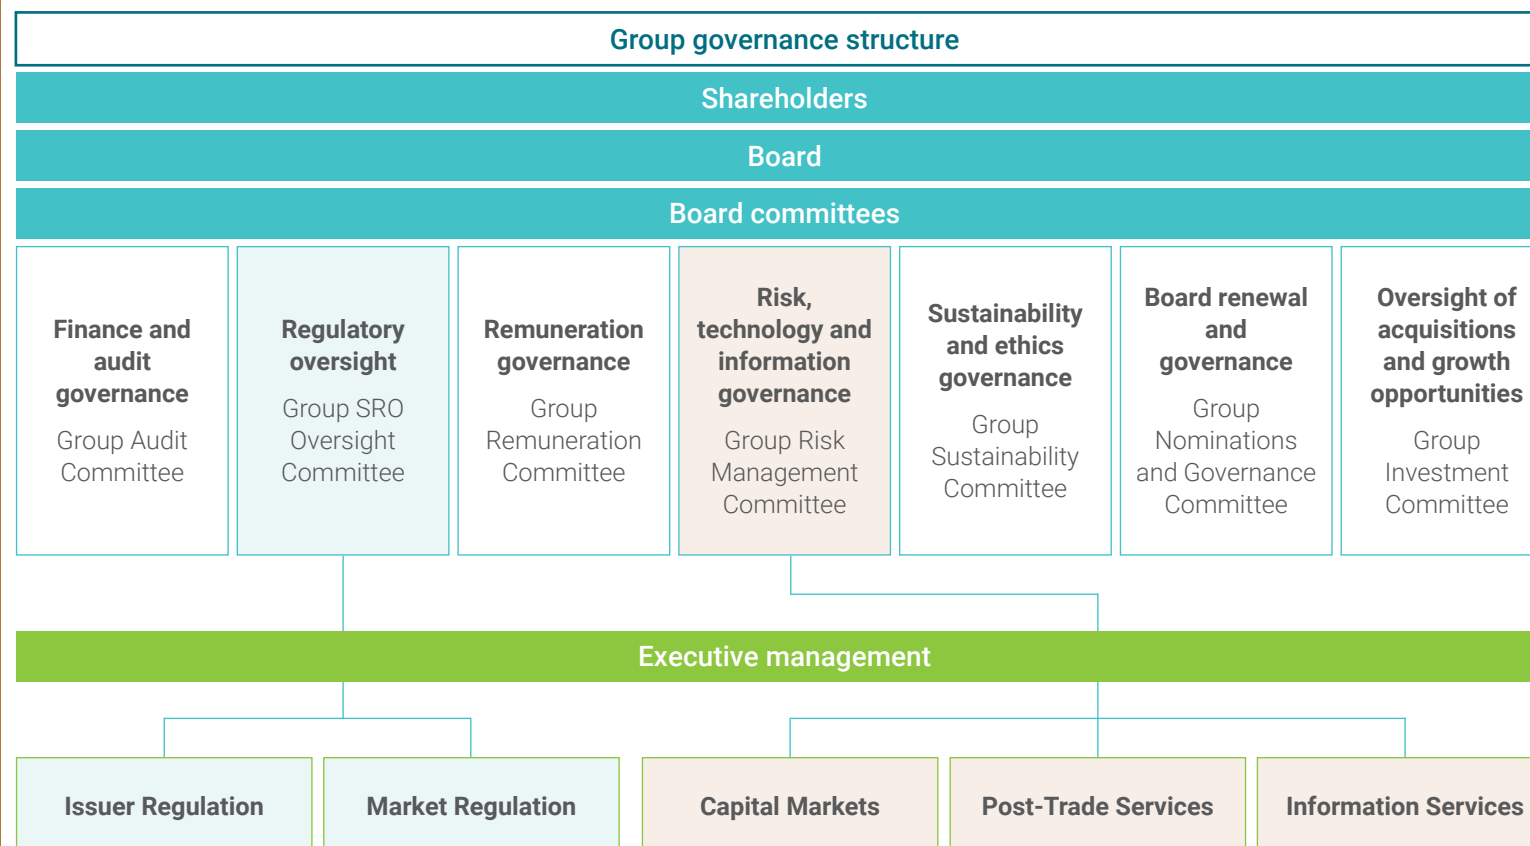 Group governance structure
Shareholders
Board
Board committees
Finance and
audit
governance
Group Audit
Committee
Regulatory
oversight
Group SRO
Oversight
Committee
Remuneration
governance
Group
Remuneration
Committee
Risk,
technology and
information
governance
Group Risk
Management
Committee
Sustainability
and ethics
governance
Group
Sustainability
Committee
Board renewal
and
governance
Group
Nominations
and Governance
Committee
Oversight of
acquisitions
and growth
opportunities
Group
Investment
Committee
Executive management
Issuer Regulation
Market Regulation
Capital Markets
Post-Trade Services
Information Services